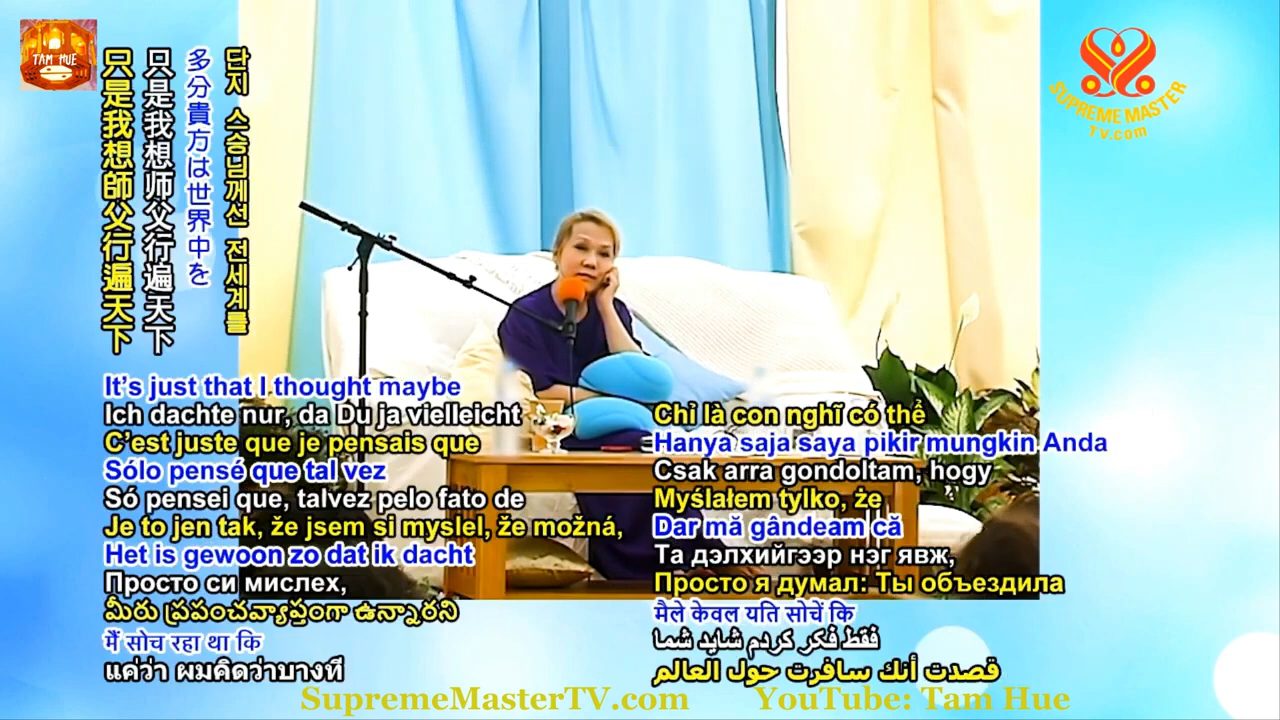 TAM HUE
SUPREME MASTER
TV.com
只是我想師父行遍天下
只是我想师父行遍天下
多分貴方は世界中を
단지 스승님께선 전세계를
It's just that I thought maybe
Ich dachte nur, da Du ja vielleicht
C'est juste que je pensais que
Sólo pensé que tal vez
Só pensei que, talvez pelo fato de
Je to jen tak, že jsem si myslel, že možná,
Het is gewoon zo dat ik dacht
Просто си мислех,
మీరు ప్రపంచవ్యాప్తంగా ఉన్నారని
मैं सोच रहा था कि
แค่ว่า ผมคิดว่าบางที
Chỉ là con nghĩ có thể
Hanya saja saya pikir mungkin Anda
Csak arra gondoltam, hogy
Myślałem tylko, że
Dar mă gândeam că
Та дэлхийгээр нэг явж,
Просто я думал: Ты объездила
मैले केवल यति सोचें कि
فقط فکر کردم شاید شما
قصدت أنك سافرت حول العالم
SupremeMasterTV.com
YouTube: Tam Hue